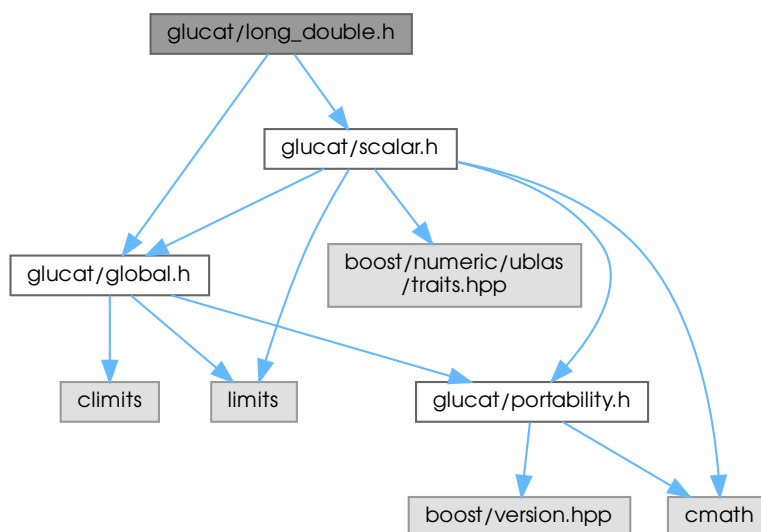 glucat/long_double.h
glucat/scalar.h
glucat/global.h
boost/numeric/ublas
/traits.hpp
climits
limits
glucat/portability.h
boost/version.hpp
cmath